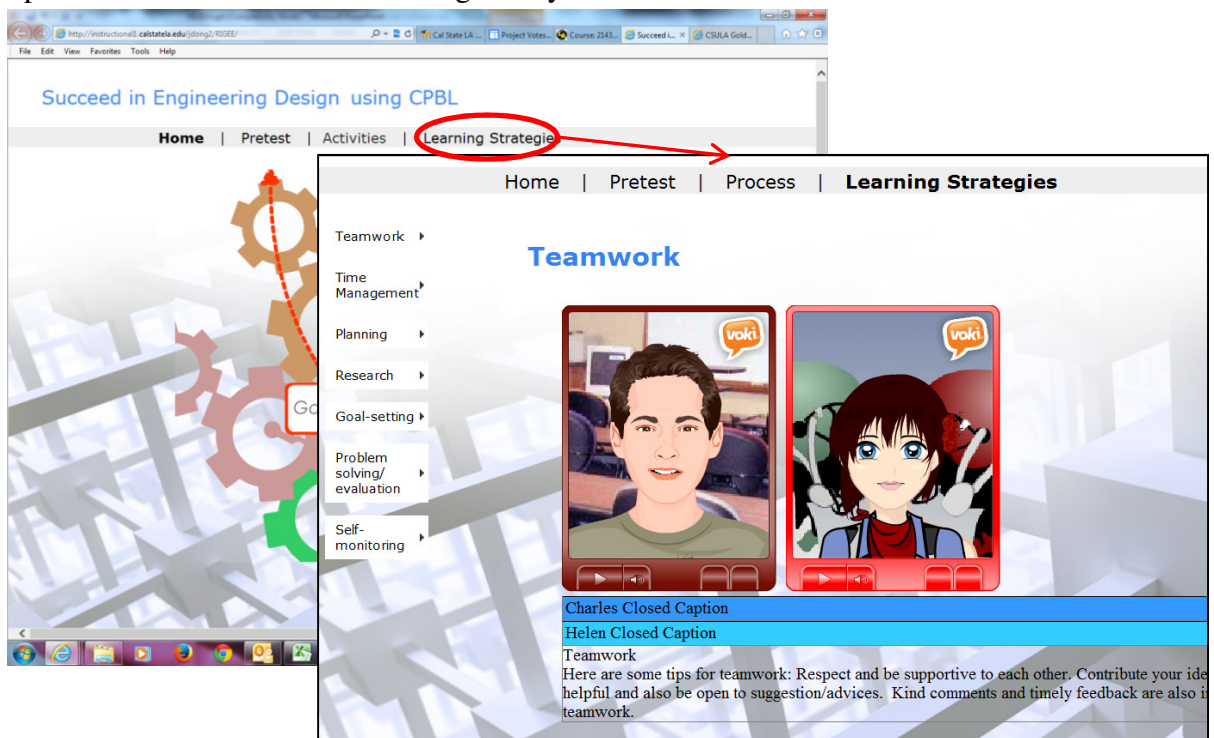 http://instructional1.calstatela.edu/jdong2/RIGEE/
Cal State LA ...
Project Votes...
Course: 2143...
Succeed i...
CSULA Gold...
File Edit View Favorites Tools Help
Succeed in Engineering Design using CPBL
Home | Pretest | Activities | Learning Strategie
Home | Pretest | Process | Learning Strategies
Teamwork
Time
Management
Planning
Research
Goal-setting
Problem
solving/
evaluation
Self-
monitoring
Go
Teamwork
voki
voki
Charles Closed Caption
Helen Closed Caption
Teamwork
Here are some tips for teamwork: Respect and be supportive to each other. Contribute your ide
helpful and also be open to suggestion/advices. Kind comments and timely feedback are also i
teamwork.